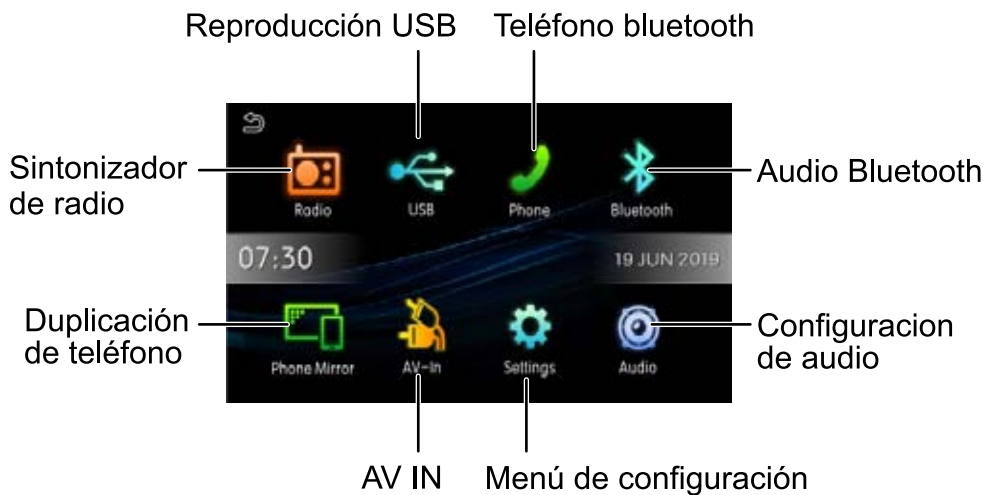 Reproducción USB
Teléfono bluetooth
Sintonizador
de radio
Audio Bluetooth
Radio
USB
Phone
Bluetooth
07:30
19 JUN 2019
Duplicación
de teléfono
Configuracion
de audio
Phone Mirror
AV-In
Settings
Audio
AV IN
Menú de configuración